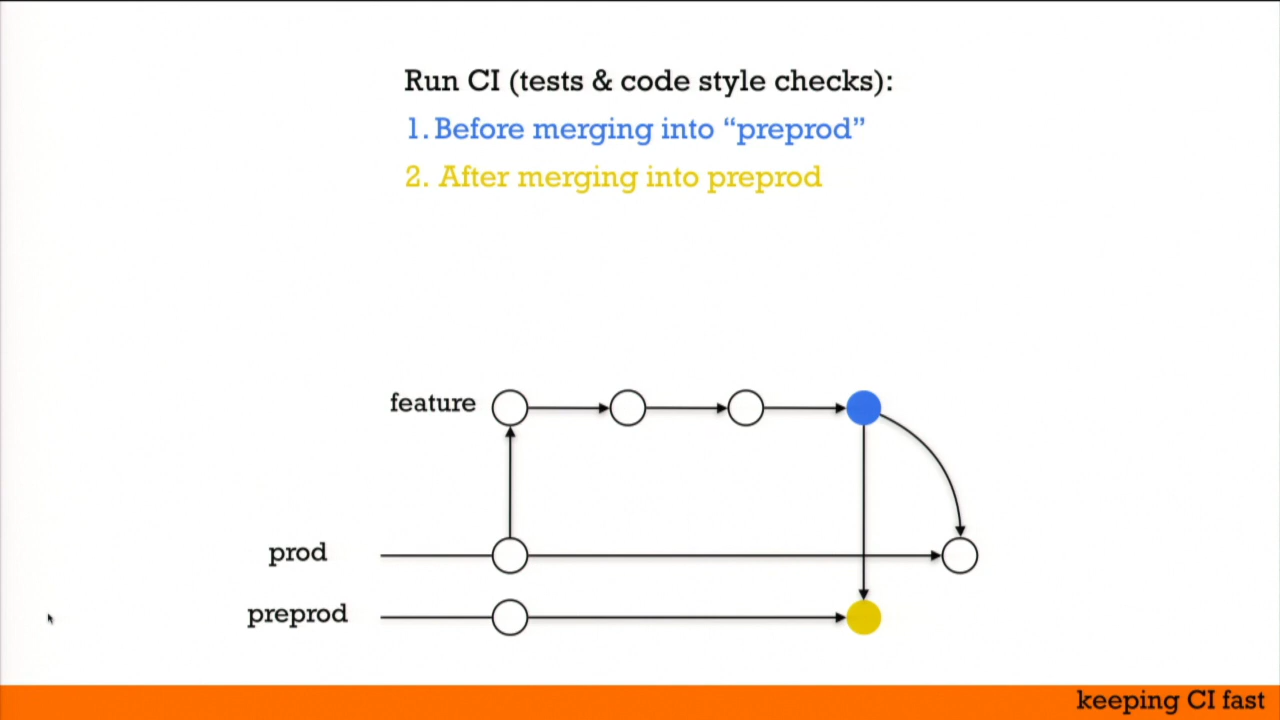 Run CI (tests & code style checks):
1. Before merging into “preprod”
2. After merging into preprod
feature
prod
preprod
keeping CI fast